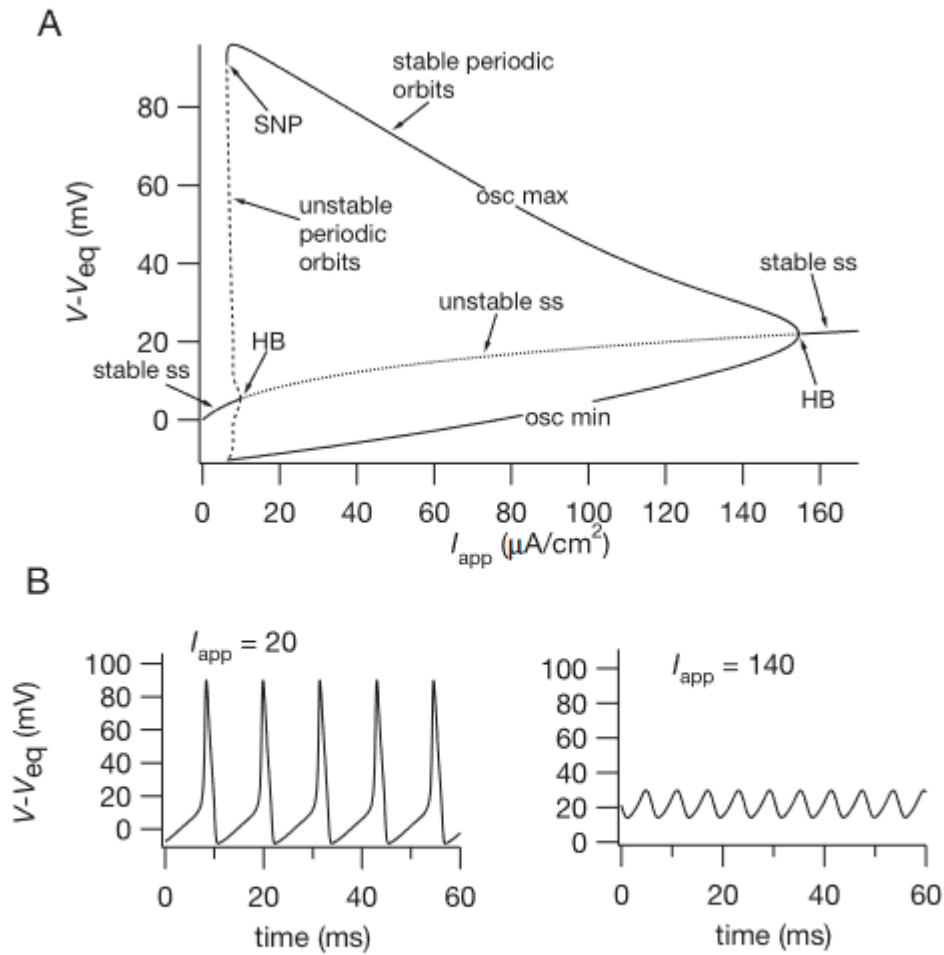 A
stable periodic
orbits
80
SNP
60
unstable
periodic
orbits
osc max
V-Veq (mV)
40
stable ss
unstable ss
20
HB
stable ss
HB
0
osc min
0 20 40 60 80 100 120 140 160
Iapp (μA/cm²)
B
Iapp = 20
100
80
60
40
20
0
V-Veq (mV)
0 20 40 60
time (ms)
Iapp = 140
100
80
60
40
20
0
0 20 40 60
time (ms)